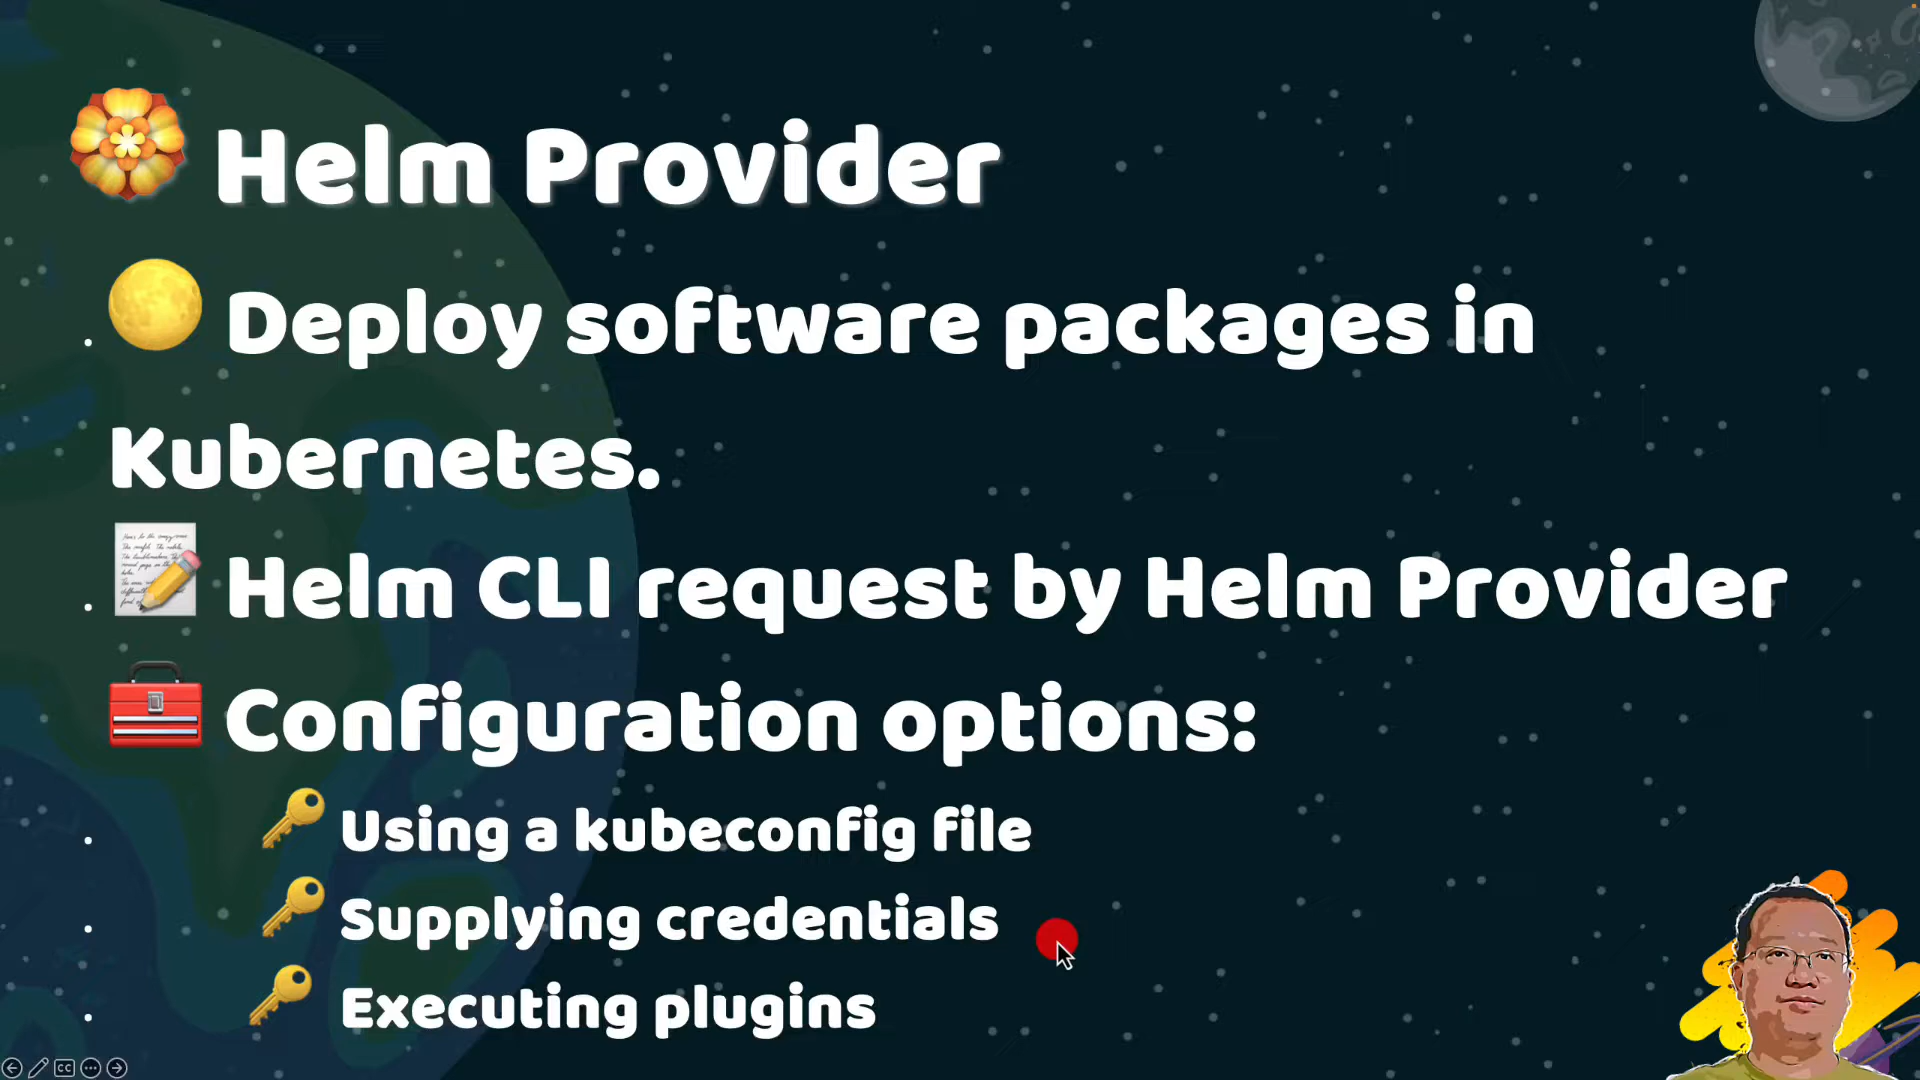 Helm Provider
Deploy software packages in
Kubernetes.
Helm CLI request by Helm Provider
Configuration options:
Using a kubeconfig file
Supplying credentials
Executing plugins
CC